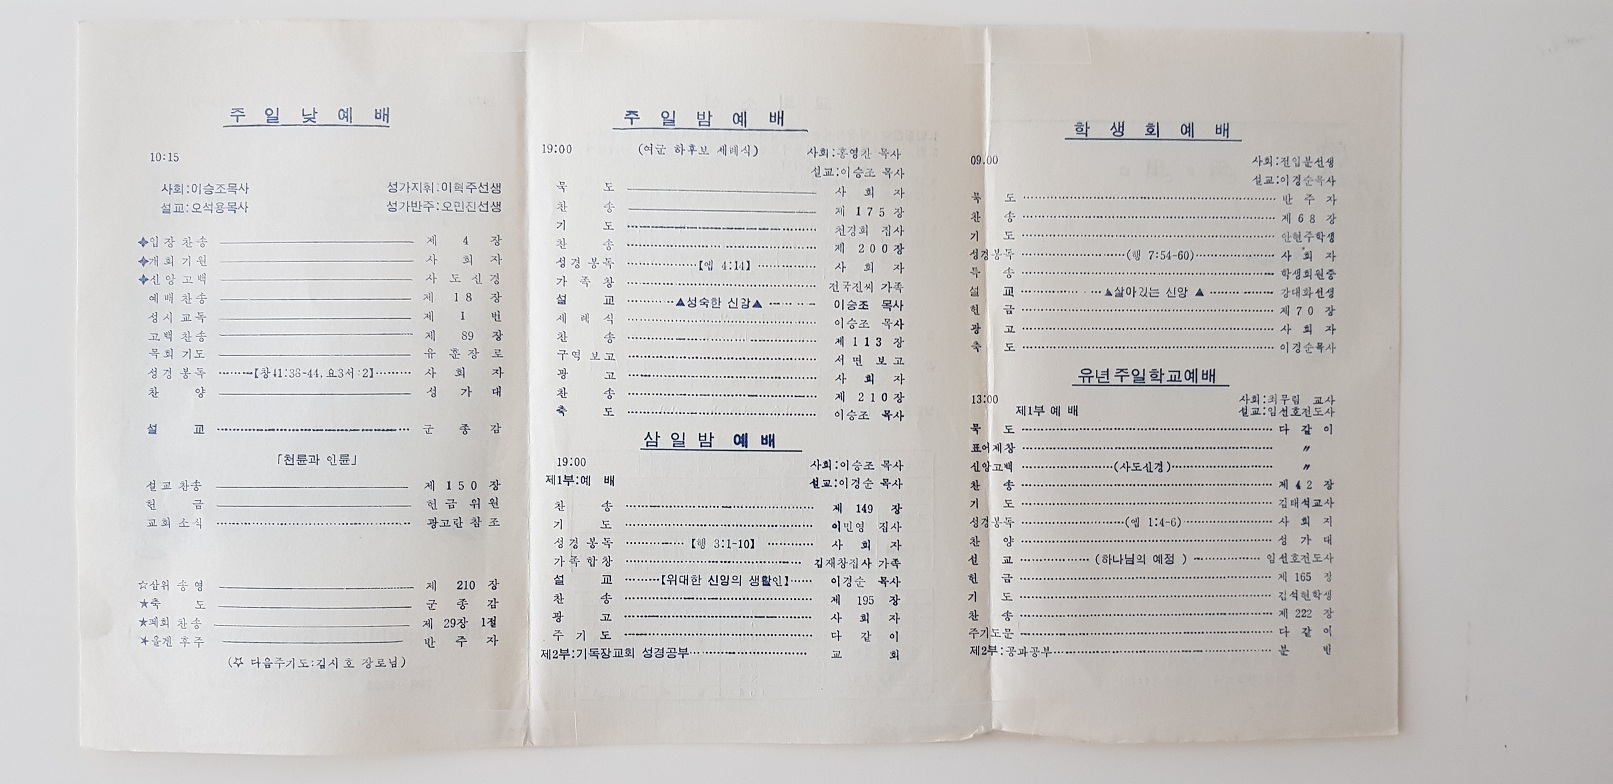 주 일 낮 예 배
10:15
사회:이승조목사 성가지휘:이혁주선생
설교:오석용목사 성가반주:오민진선생
✦입 장 찬 송 ──── 제 4 장
✦개 회 기 원 ──── 사 회 자
✦신 앙 고 백 ──── 사 도 신 경
예 배 찬 송 ──── 제 18 장
성 시 교 독 ──── 제 1 번
고 백 찬 송 ──── 제 89 장
목 회 기 도 ──── 유 훈 장 로
성 경 봉 독 ········【창41:38-44,요3서:2】········ 사 회 자
찬 양 ──── 성 가 대
설 교 ········ 군 종 감
「천륜과 인륜」
설 교 찬 송 ──── 제 150 장
헌 금 ──── 헌 금 위 원
교 회 소 식 ········ 광고란 참 조
☆삼위 송 영 ──── 제 210 장
★축 도 ──── 군 종 감
★폐회 찬 송 ──── 제 29장 1절
★올겐 후 주 ──── 반 주 자
(☆ 다음주기도:김시호 장로님)
주 일 밤 예 배
19:00 (여군 하후보 세례식) 사회:홍영찬 목사
설교:이승조 목사
묵 도 ──── 사 회 자
찬 송 ──── 제 175 장
기 도 ········ 천경회 집사
찬 송 ········ 제 200장
성 경 봉 독 ········【엡 4:14】········ 사 회 자
가 족 창 ········ 전국진씨 가족
설 교 ········▲성숙한 신앙▲········ 이승조 목사
세 례 식 ········ 이승조 목사
찬 송 ········ 제 113 장
구역 보고 ········ 서 면 보 고
광 고 ········ 사 회 자
찬 송 ········ 제 210장
축 도 ········ 이승조 목사
삼 일 밤 예 배
19:00 사회:이승조 목사
제1부:예 배 설교:이경순 목사
찬 송 ········ 제 149 장
기 도 ········ 이민영 집사
성 경 봉 독 ········【행 3:1-10】········ 사 회 자
가 족 합 창 ········ 김재창집사 가족
설 교 ········【위대한 신앙의 생활인】········ 이경순 목사
찬 송 ········ 제 195 장
광 고 ········ 사 회 자
주 기 도 ········ 다 같 이
제2부:기독장교회 성경공부········ 교 회
학 생 회 예 배
09.00 사회:전입분선생
설교:이경순목사
묵 도 ········ 반 주 자
찬 송 ········ 제 68 장
기 도 ········ 안현주학생
성경봉독 ········(행 7:54-60)········ 사 회 자
특 송 ········ 학생회원중
설 교 ········▲살아있는 신앙 ▲········ 강대화선생
헌 금 ········ 제 70 장
광 고 ········ 사 회 자
축 도 ········ 이경순목사
유년주일학교예배
13:00 사회:최무림 교사
제1부 예 배 설교:임선호전도사
묵 도 ········ 다 같 이
표어제창 ········ 〃
신앙고백 ········(사도신경)········ 〃
찬 송 ········ 제 42 장
기 도 ········ 김태석교사
성경봉독 ········(엡 1:4-6)········ 사 회 자
찬 양 ········ 성 가 대
설 교 ········(하나님의 예정 )········ 임선호전도사
헌 금 ········ 제 165 장
기 도 ········ 김석현학생
찬 송 ········ 제 222 장
주기도문 ········ 다 같 이
제2부:공과공부········ 분 반